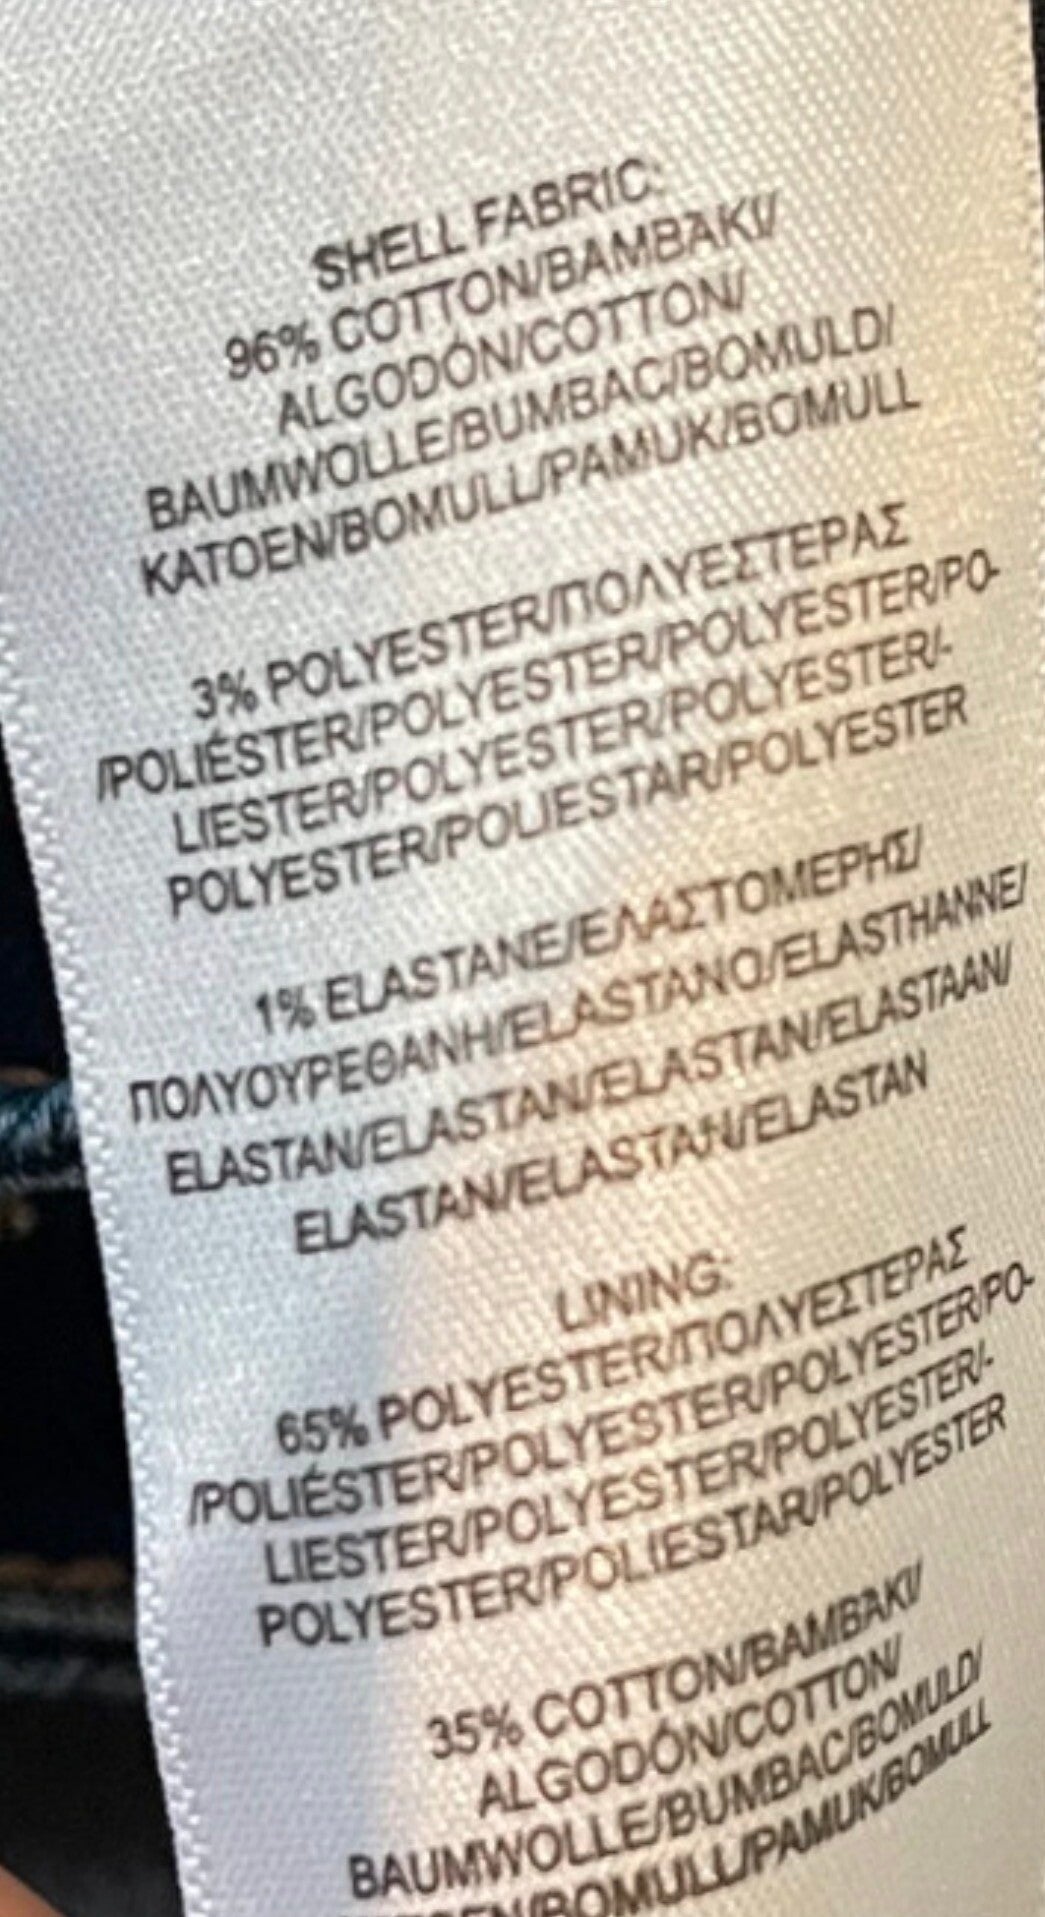 SHELL FABRIC:
96% COTTON/ΒΑΜΒΑΚΙ/
ALGODÓN/COTTON/
BAUMWOLLE/BUMBAC/BOMULD/
KATOEN/BOMULL/PAMUK/BOMULL
3% POLYESTER/ΠΟΛΥΕΣΤΕΡΑΣ
/POLIÉSTER/POLYESTER/POLYESTER/PO-
LIESTER/POLYESTER/POLYESTER/-
POLYESTER/POLIESTAR/POLYESTER
1% ELASTANE/ΕΛΑΣΤΟΜΕΡΗΣ/
ΠΟΛΥΟΥΡΕΘΑΝΗ/ELASTANO/ELASTHANNE/
ELASTAN/ELASTAN/ELASTAN/ELASTAAN/
ELASTAN/ELASTAN/ELASTAN
LINING:
65% POLYESTER/ΠΟΛΥΕΣΤΕΡΑΣ
/POLIÉSTER/POLYESTER/POLYESTER/PO-
LIESTER/POLYESTER/POLYESTER/-
POLYESTER/POLIESTAR/POLYESTER
35% COTTON/ΒΑΜΒΑΚΙ/
ALGODÓN/COTTON/
BAUMWOLLE/BUMBAC/BOMULD/
/BOMULL/PAMUK/BOMULL